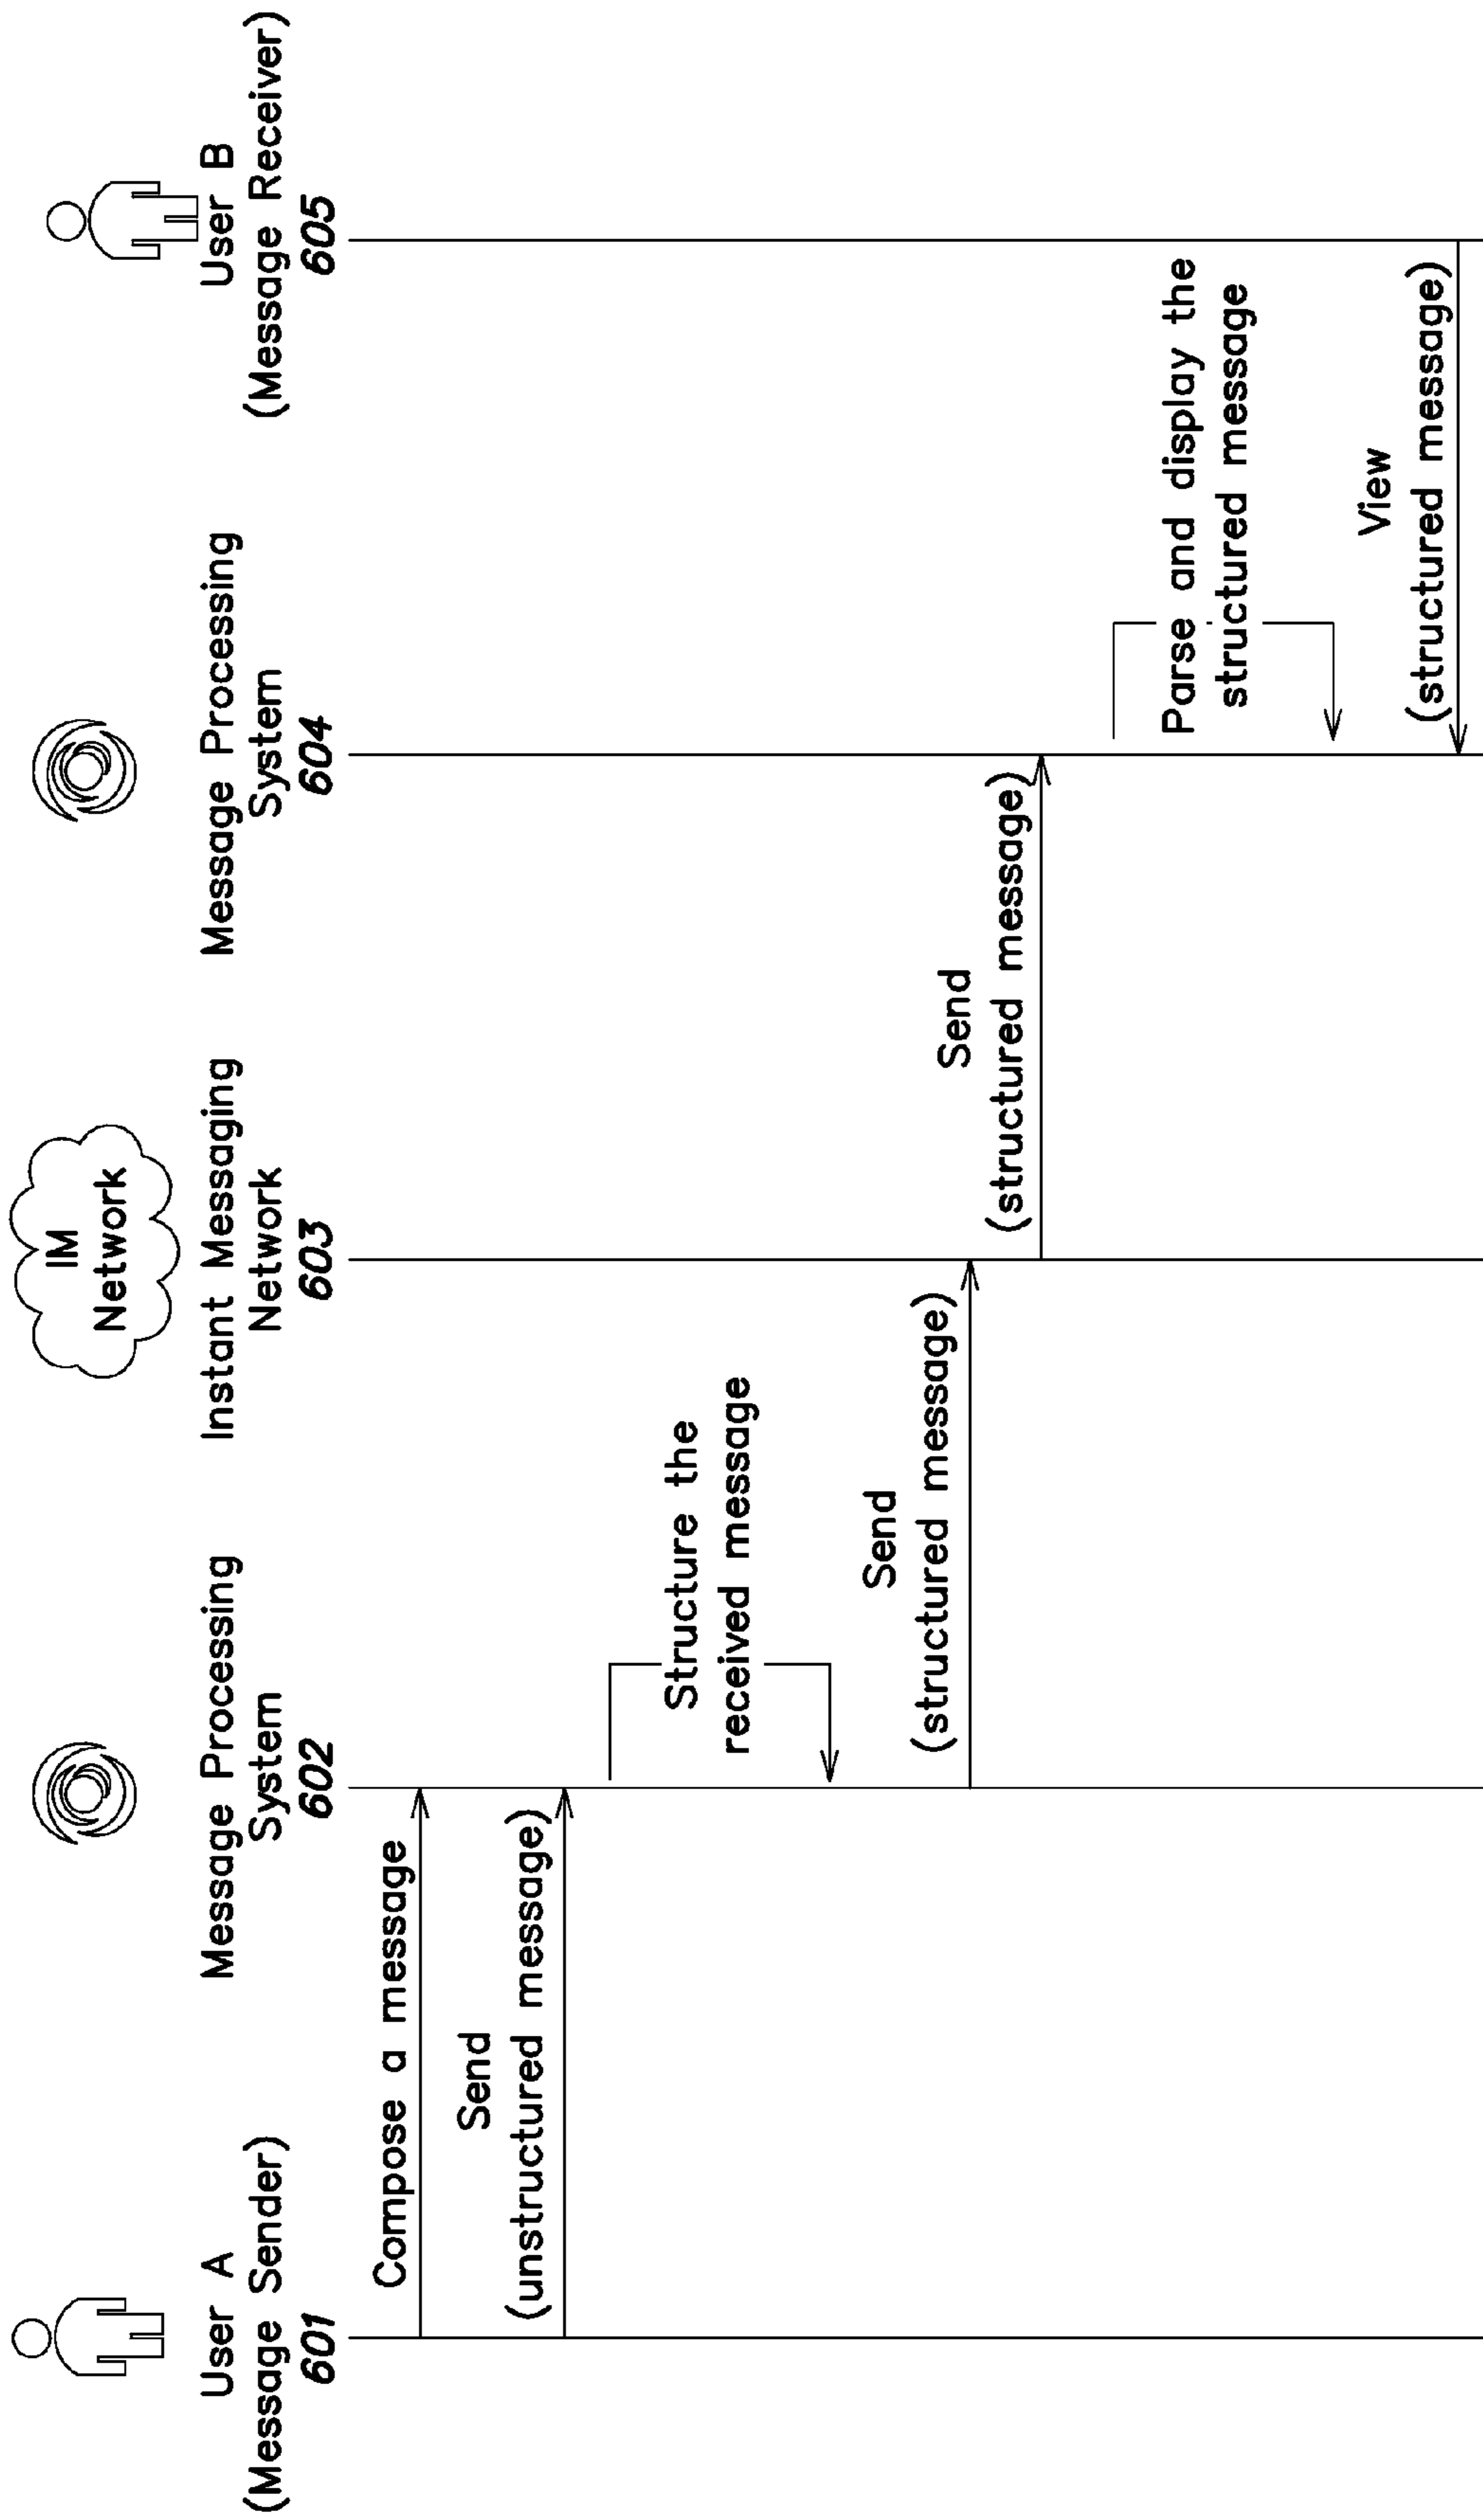 IM
Network
User A
(Message Sender)
601
Message Processing
System
602
Instant Messaging
Network
603
Message Processing
System
604
User B
(Message Receiver)
605
Compose a message
Send
(unstructured message)
Structure the
received message
Send
(structured message)
Send
(structured message)
Parse and display the
structured message
View
(structured message)